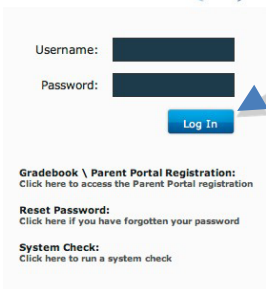 Username:
Password:
Log In
Gradebook \ Parent Portal Registration:
Click here to access the Parent Portal registration
Reset Password:
Click here if you have forgotten your password
System Check:
Click here to run a system check